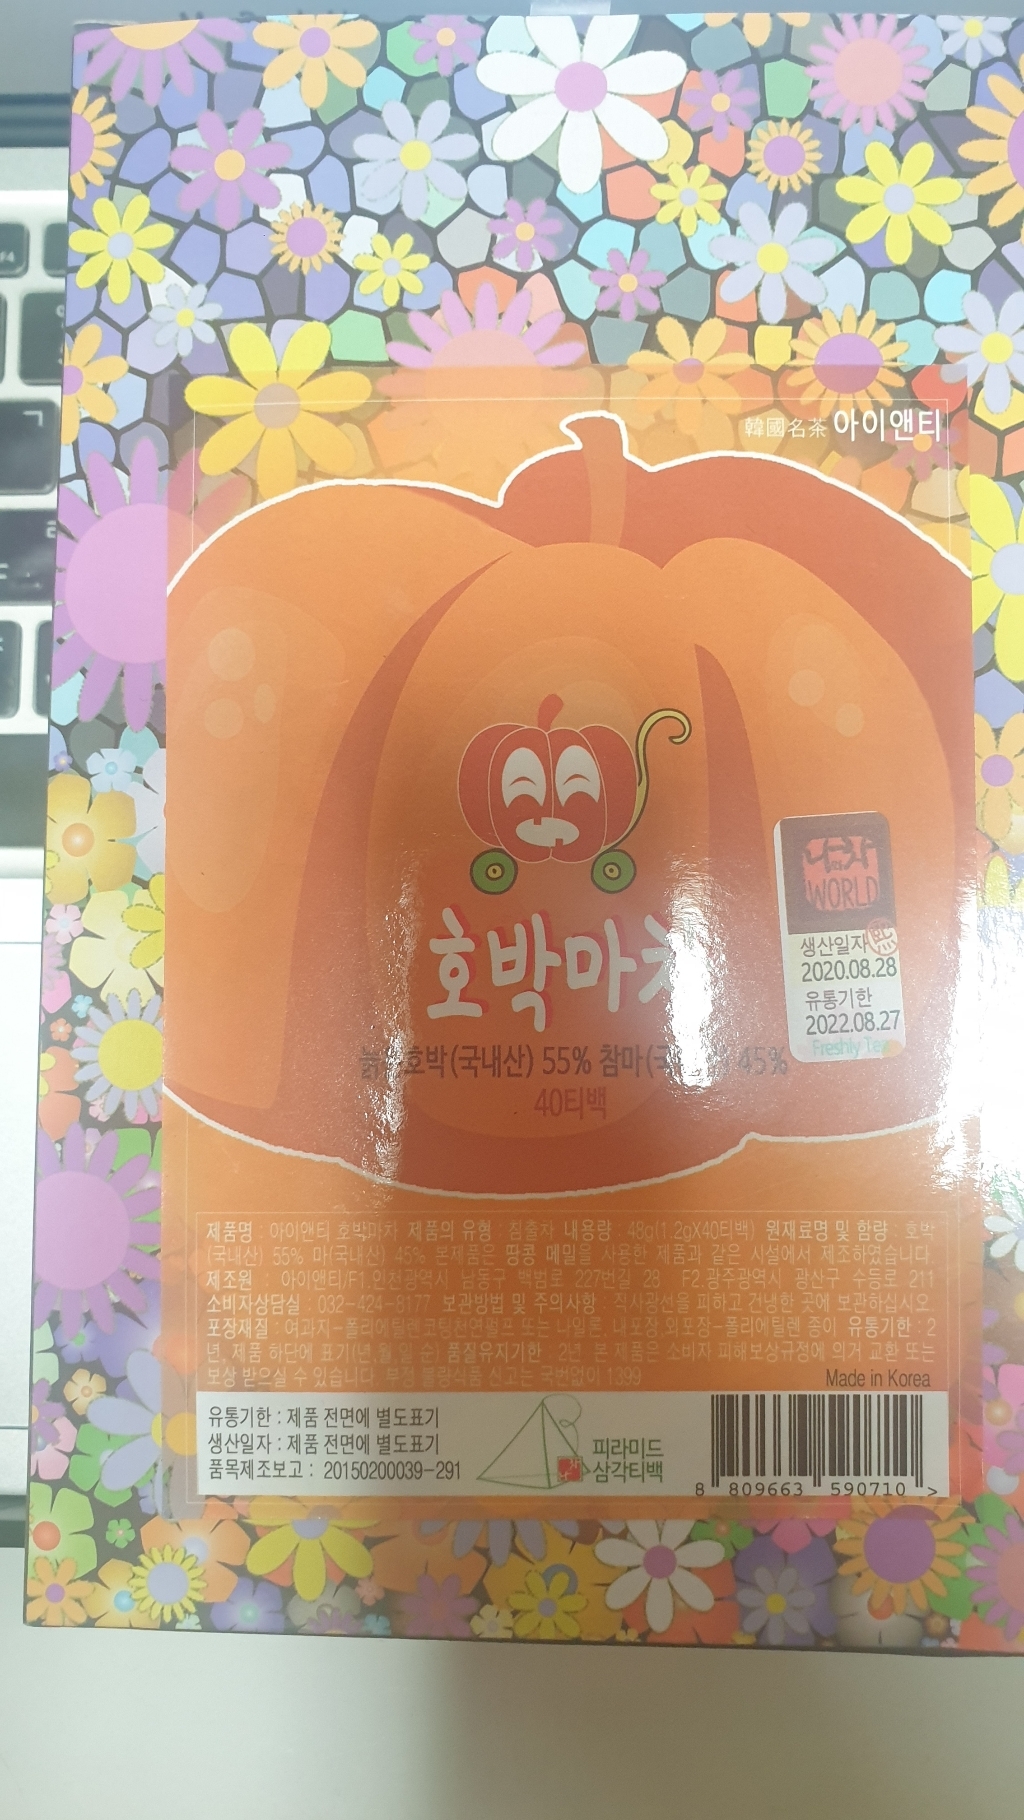 韓國名茶 아이앤티
호박마차
나의차
WORLD
생산일자
2020.08.28
유통기한
2022.08.27
Freshly Tea
호박(국내산) 55% 참마( 45%
40티백
제품명 : 아이앤티 호박마차 제품의 유형 : 침출차 내용량 : 48g(1.2gX40티백) 원재료명 및 함량 : 호박
(국내산) 55% 마(국내산) 45% 본제품은 땅콩 메밀을 사용한 제품과 같은 시설에서 제조하였습니다.
제조원 : 아이앤티/F1.인천광역시 남동구 백범로 227번길 28 F2.광주광역시 광산구 수등로 211
소비자상담실 : 032-424-8177 보관방법 및 주의사항 : 직사광선을 피하고 건냉한 곳에 보관하십시오.
포장재질 : 여과지-폴리에틸렌코팅천연펄프 또는 나일론, 내포장.외포장-폴리에틸렌 종이 유통기한 : 2
년, 제품 하단에 표기(년,월,일 순) 품질유지기한 2년 본 제품은 소비자 피해보상규정에 의거 교환 또는
보상 받으실 수 있습니다. 부정 불량식품 신고는 국번없이 1399
Made in Korea
유통기한 : 제품 전면에 별도표기
생산일자 : 제품 전면에 별도표기
품목제조보고 : 20150200039-291
피라미드
삼각티백
8 809663 590710 >